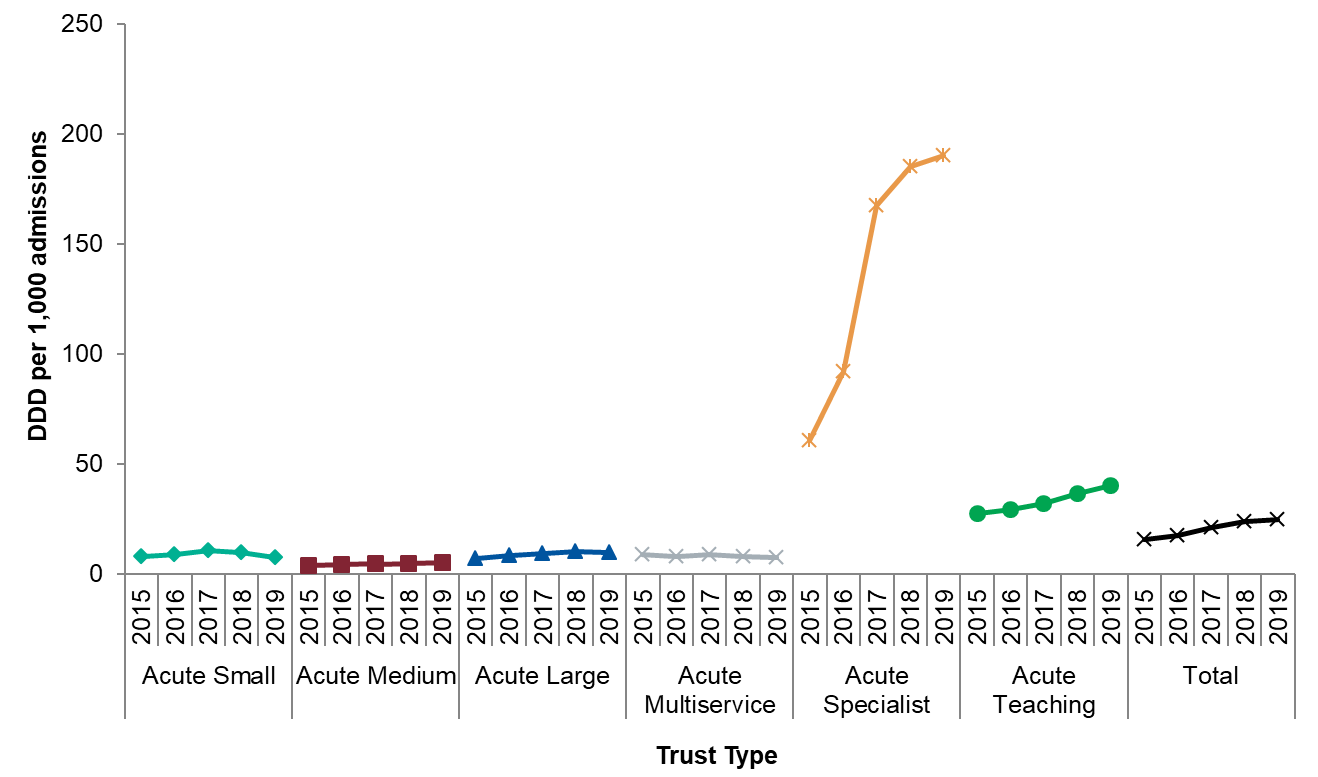 DDD per 1,000 admissions
250
200
150
100
50
0
2015 2016 2017 2018 2019 2015 2016 2017 2018 2019 2015 2016 2017 2018 2019 2015 2016 2017 2018 2019 2015 2016 2017 2018 2019 2015 2016 2017 2018 2019 2015 2016 2017 2018 2019
Acute Small
Acute Medium
Acute Large
Acute
Multiservice
Acute
Specialist
Acute
Teaching
Total
Trust Type